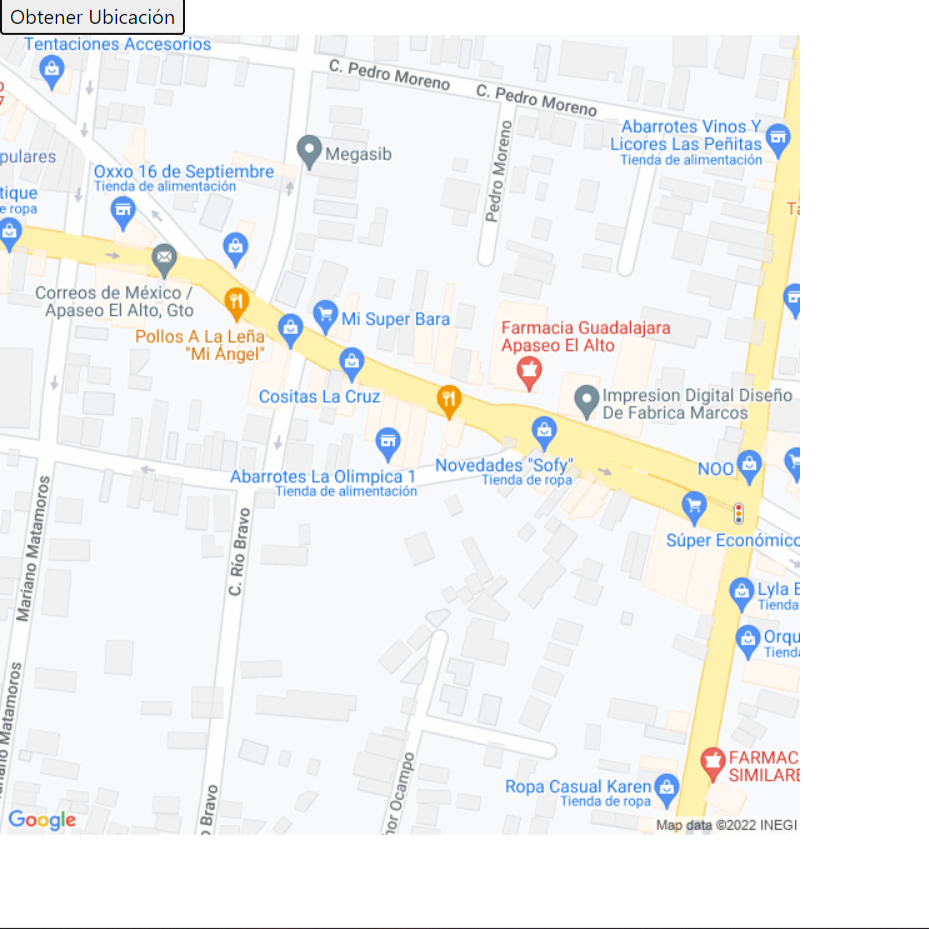 Obtener Ubicación
Tentaciones Accesorios
C. Pedro Moreno
C. Pedro Moreno
Abarrotes Vinos Y
Licores Las Peñitas
Tienda de alimentación
Pedro Moreno
Megasib
pulares
Oxxo 16 de Septiembre
Tienda de alimentación
tique
e ropa
Ta
Correos de México /
Apaseo El Alto, Gto
Pollos A La Leña
"Mi Ángel"
Mi Super Bara
Farmacia Guadalajara
Apaseo El Alto
Cositas La Cruz
Impresion Digital Diseño
De Fabrica Marcos
Abarrotes La Olimpica 1
Tienda de alimentación
Novedades "Sofy"
Tienda de ropa
NOO
Súper Económico
Mariano Matamoros
C. Río Bravo
Lyla E
Tienda
Orqu
Tienda
Mariano Matamoros
o Bravo
hor Ocampo
FARMAC
SIMILARE
Ropa Casual Karen
Tienda de ropa
Google
Map data ©2022 INEGI